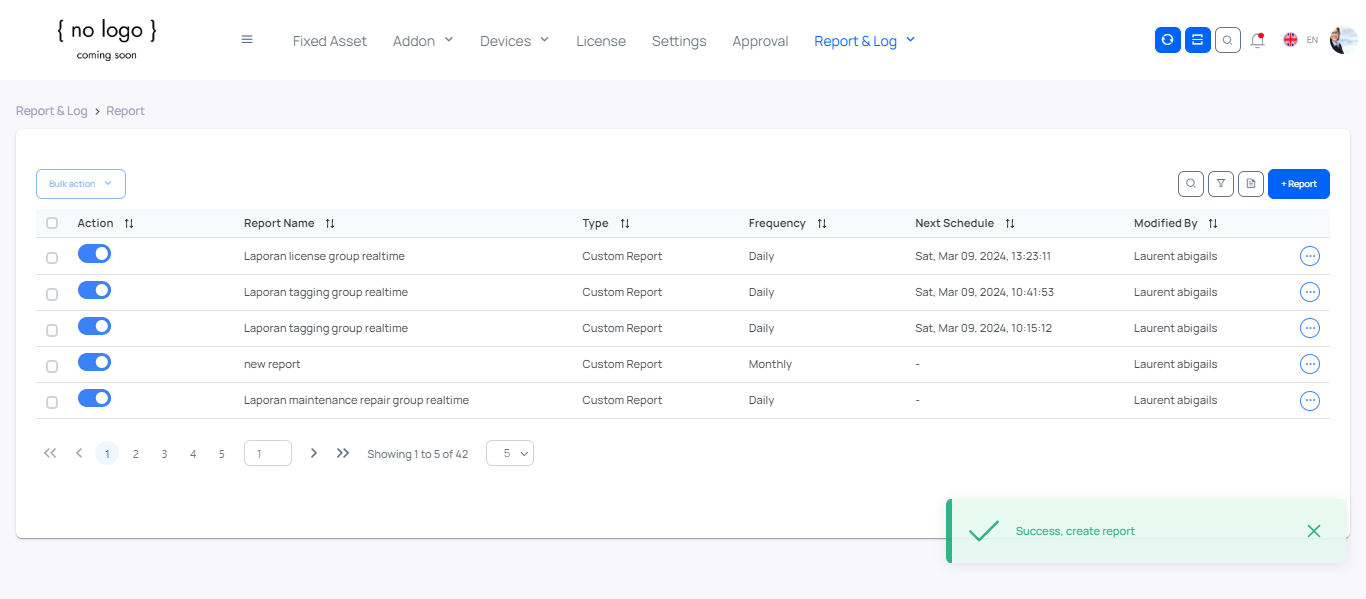 { no logo }
coming soon
Fixed Asset Addon Devices License Settings Approval Report & Log EN
Report & Log > Report
Bulk action + Report
Action Report Name Type Frequency Next Schedule Modified By
Laporan license group realtime Custom Report Daily Sat, Mar 09, 2024, 13:23:11 Laurent abigails
Laporan tagging group realtime Custom Report Daily Sat, Mar 09, 2024, 10:41:53 Laurent abigails
Laporan tagging group realtime Custom Report Daily Sat, Mar 09, 2024, 10:15:12 Laurent abigails
new report Custom Report Monthly - Laurent abigails
Laporan maintenance repair group realtime Custom Report Daily - Laurent abigails
1 2 3 4 5 1 Showing 1 to 5 of 42 5
Success, create report